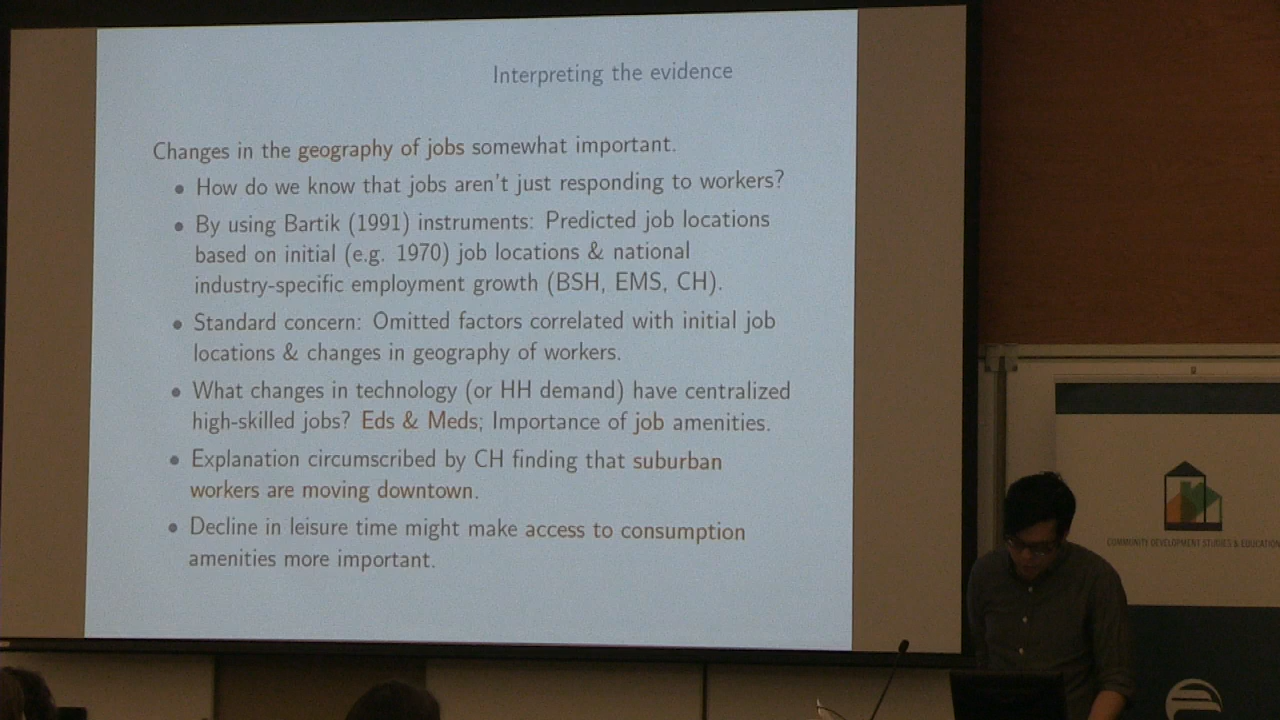 Interpreting the evidence
Changes in the geography of jobs somewhat important.
• How do we know that jobs aren't just responding to workers?
• By using Bartik (1991) instruments: Predicted job locations
based on initial (e.g. 1970) job locations & national
industry-specific employment growth (BSH, EMS, CH).
• Standard concern: Omitted factors correlated with initial job
locations & changes in geography of workers.
• What changes in technology (or HH demand) have centralized
high-skilled jobs? Eds & Meds; Importance of job amenities.
• Explanation circumscribed by CH finding that suburban
workers are moving downtown.
• Decline in leisure time might make access to consumption
amenities more important.
COMMUNITY DEVELOPMENT STUDIES & EDUCATION